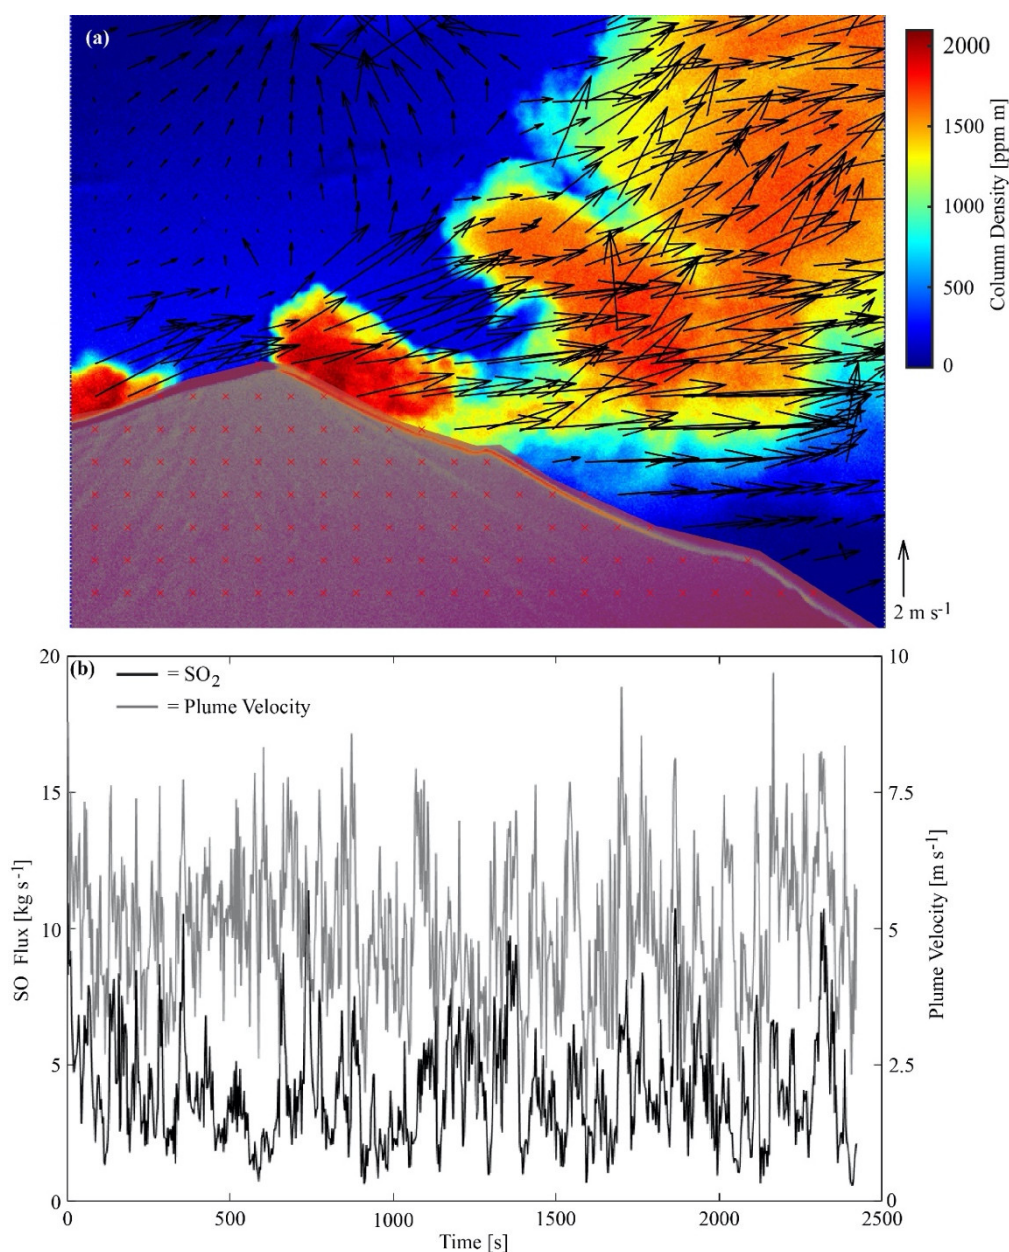 (a)
2000
1500
1000
500
0
Column Density [ppm m]
2 m s-1
(b)
= SO2
= Plume Velocity
20
15
10
5
0
SO Flux [kg s-1]
10
7.5
5
2.5
0
Plume Velocity [m s-1]
0
500
1000
1500
2000
2500
Time [s]